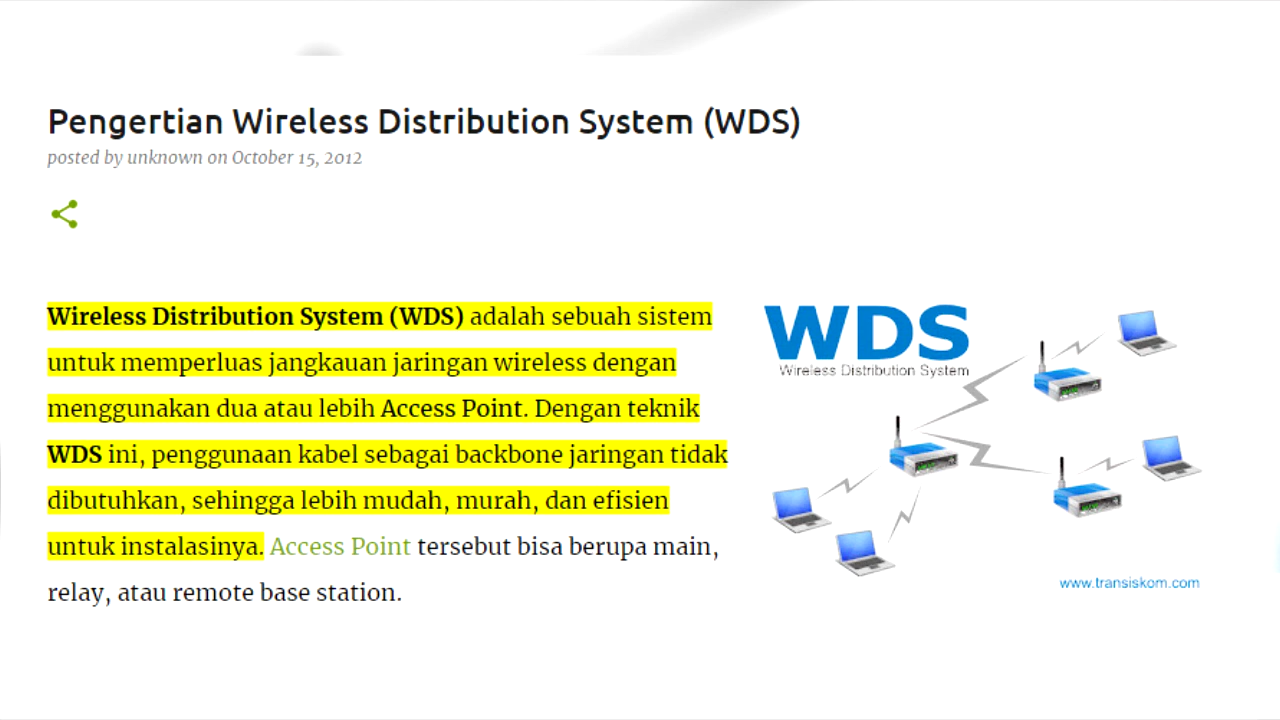 Pengertian Wireless Distribution System (WDS)
posted by unknown on October 15, 2012
Wireless Distribution System (WDS) adalah sebuah sistem
untuk memperluas jangkauan jaringan wireless dengan
menggunakan dua atau lebih Access Point. Dengan teknik
WDS ini, penggunaan kabel sebagai backbone jaringan tidak
dibutuhkan, sehingga lebih mudah, murah, dan efisien
untuk instalasinya. Access Point tersebut bisa berupa main,
relay, atau remote base station.
WDS
Wireless Distribution System
www.transiskom.com